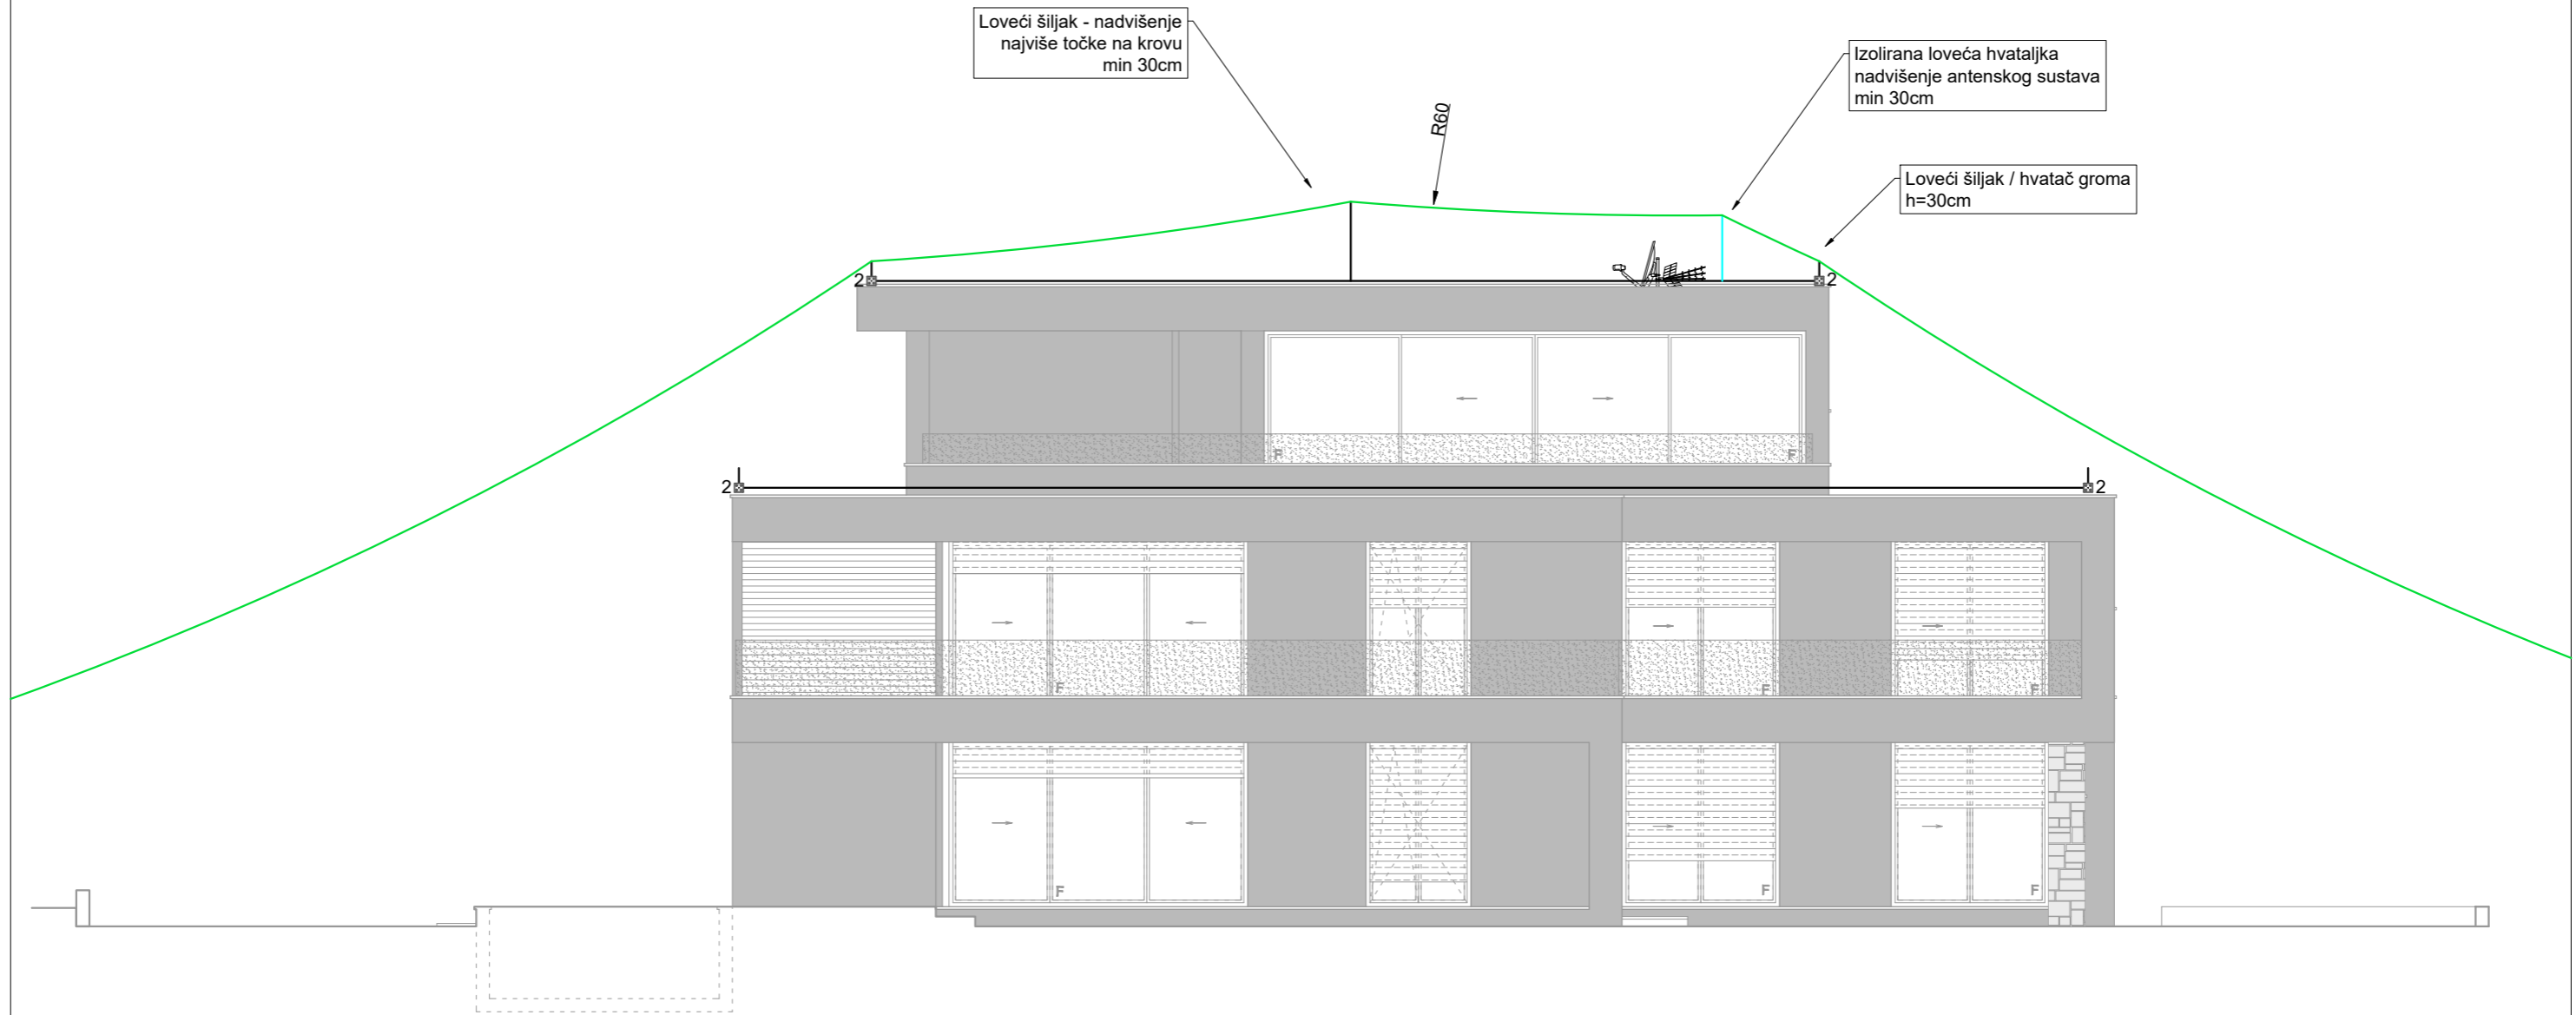 Loveći šiljak - nadvišenje
najviše točke na krovu
min 30cm
Izolirana loveća hvataljka
nadvišenje antenskog sustava
min 30cm
R60
Loveći šiljak / hvatač groma
h=30cm
2
2
F
F
2
2
F
F
F
F
F
F